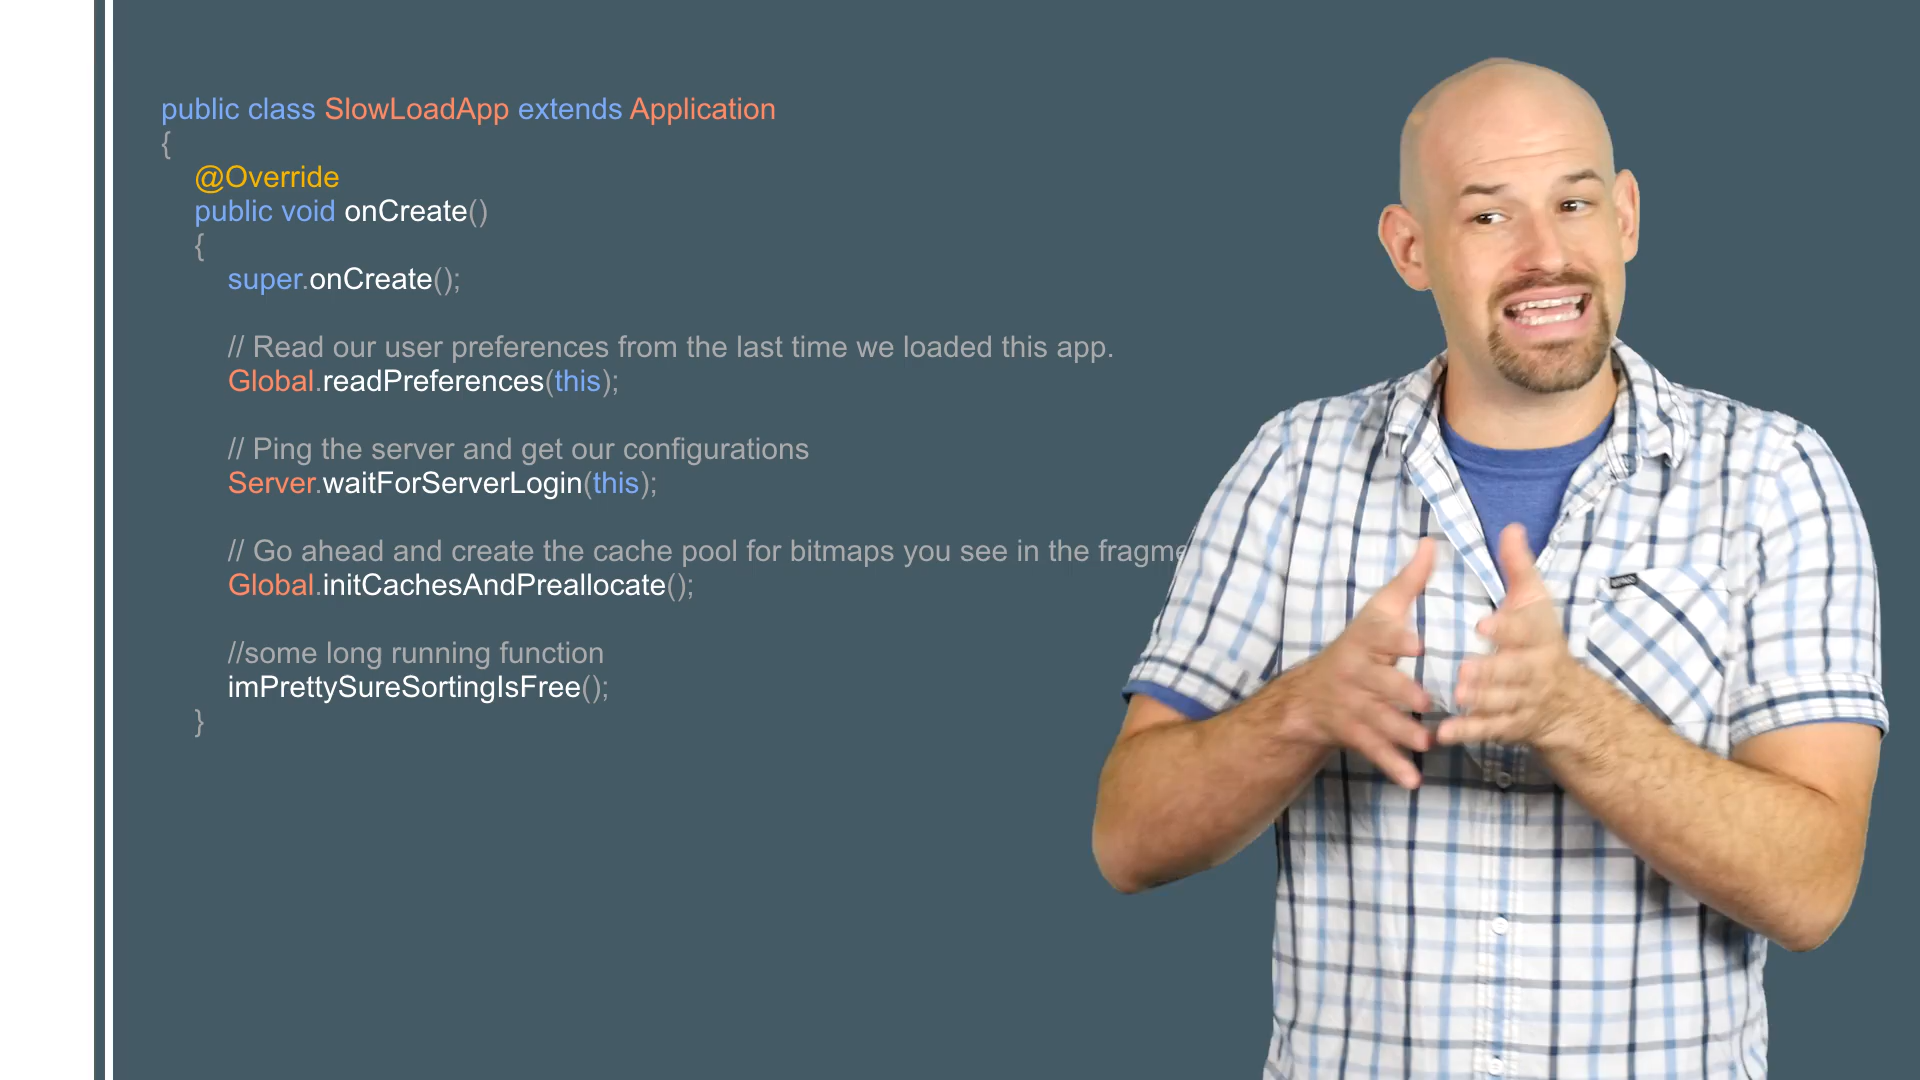 public class SlowLoadApp extends Application
{
@Override
public void onCreate()
{
super.onCreate();
// Read our user preferences from the last time we loaded this app.
Global.readPreferences(this);
// Ping the server and get our configurations
Server.waitForServerLogin(this);
// Go ahead and create the cache pool for bitmaps you see in the
Global.initCachesAndPreallocate();
//some long running function
imPrettySureSortingIsFree();
}